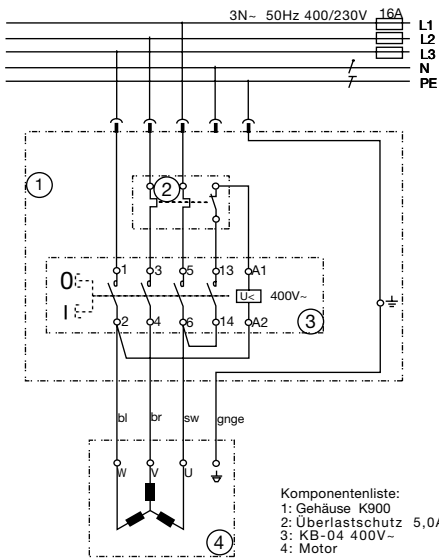 3N~ 50Hz 400/230V 16A
L1
L2
L3
N
PE
1
2
0
I
1 3 5 13 A1
U< 400V~
2 4 6 14 A2
3
bl br sw gnge
W V U
4
Komponentenliste:
1: Gehäuse K900
2: Überlastschutz 5,0A
3: KB-04 400V~
4: Motor